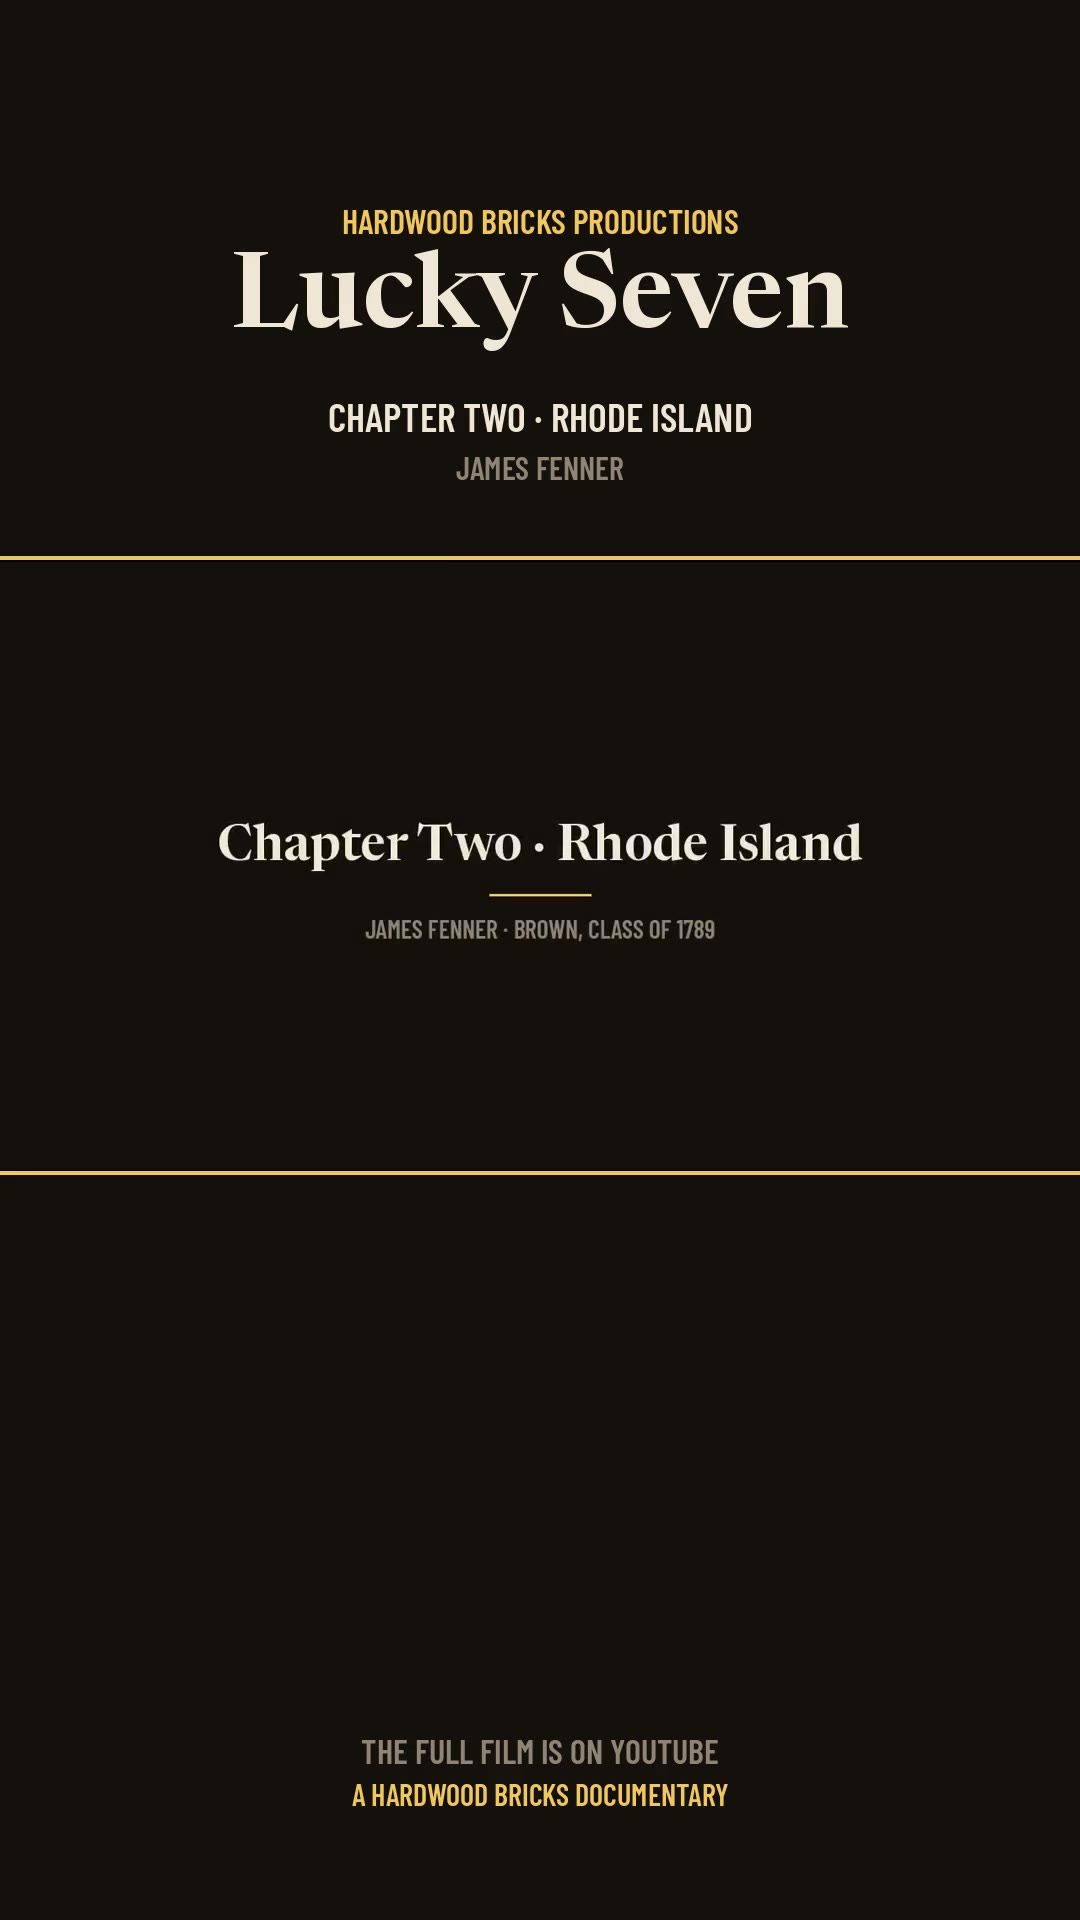 HARDWOOD BRICKS PRODUCTIONS
Lucky Seven
CHAPTER TWO · RHODE ISLAND
JAMES FENNER
Chapter Two · Rhode Island
JAMES FENNER · BROWN, CLASS OF 1789
THE FULL FILM IS ON YOUTUBE
A HARDWOOD BRICKS DOCUMENTARY